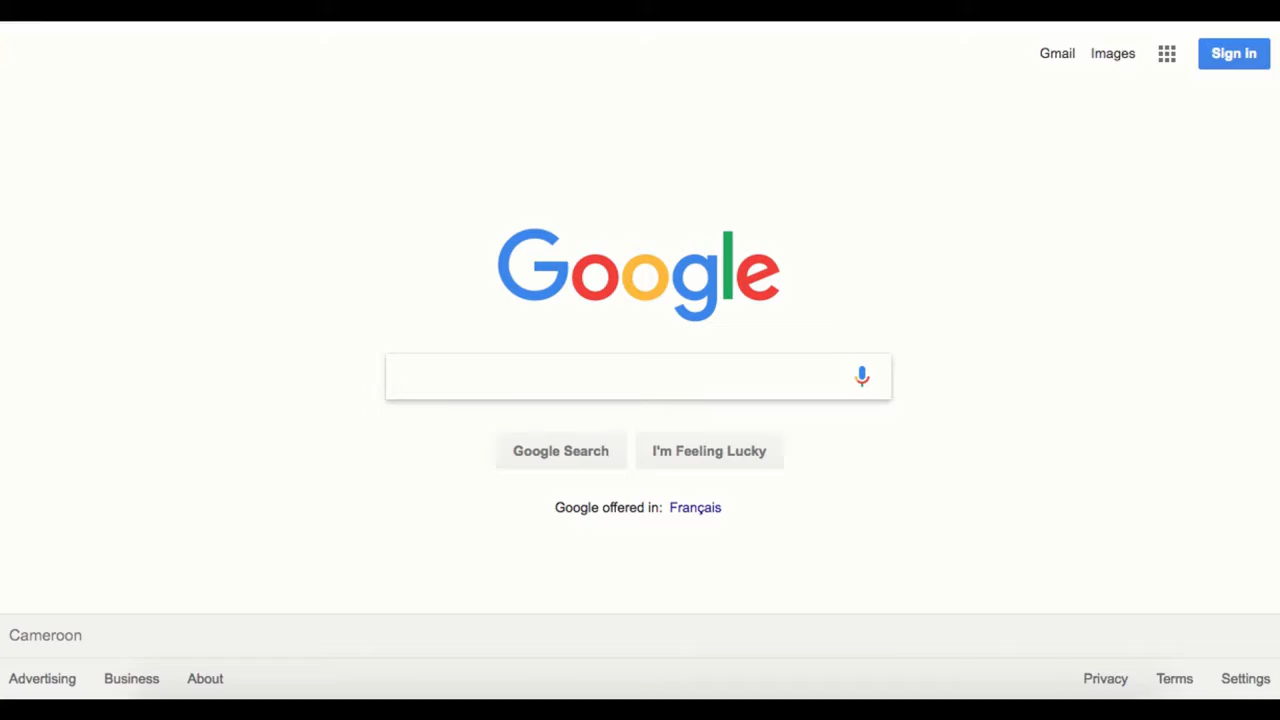 Gmail Images Sign In
Google
Google Search I'm Feeling Lucky
Google offered in: Français
Cameroon
Advertising Business About Privacy Terms Settings